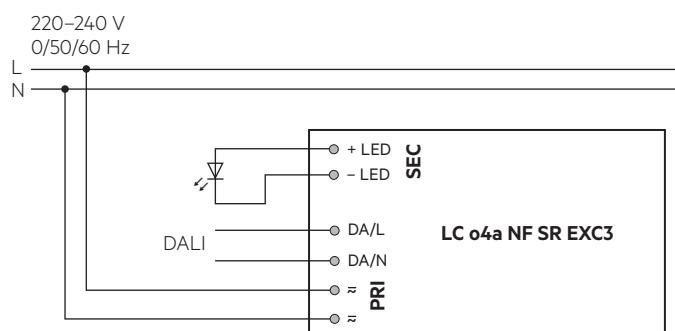 220–240 V
0/50/60 Hz
L
N
+ LED
– LED
SEC
DA/L
DALI
DA/N
LC o4a NF SR EXC3
≂
≂
PRI